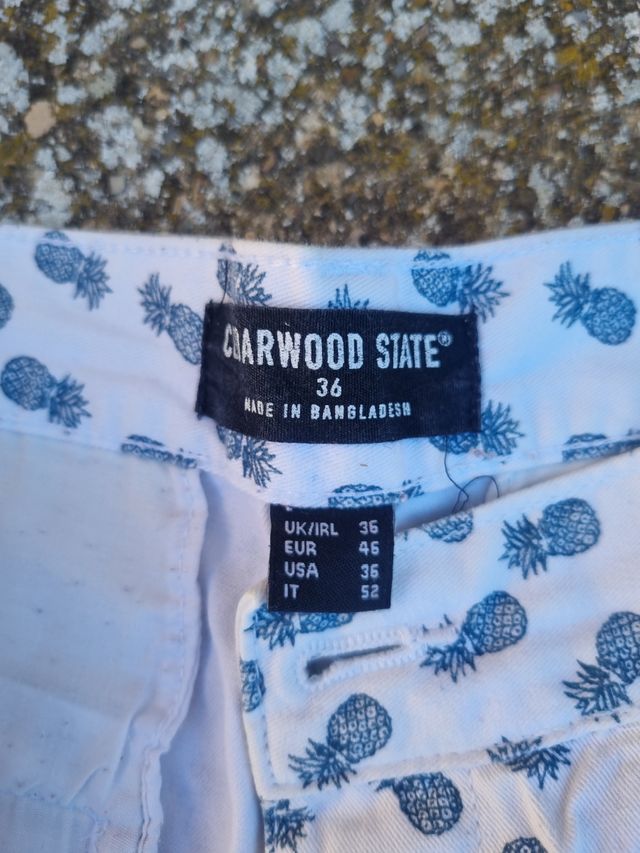 CEDARWOOD STATE®
36
MADE IN BANGLADESH
UK/IRL 36
EUR 46
USA 36
IT 52